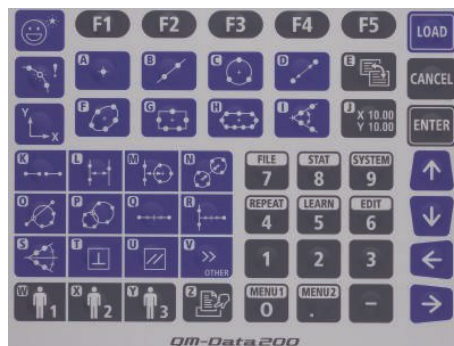 F1 F2 F3 F4 F5 LOAD
! A B C D E CANCEL
Y X F G H I J X 10.00 Y 10.00 ENTER
K L M N FILE 7 STAT 8 SYSTEM 9
O P Q R REPEAT 4 LEARN 5 EDIT 6
S T U V >> OTHER 1 2 3
W 1 X 2 Y 3 Z MENU1 0 MENU2 . −
QM-Data200